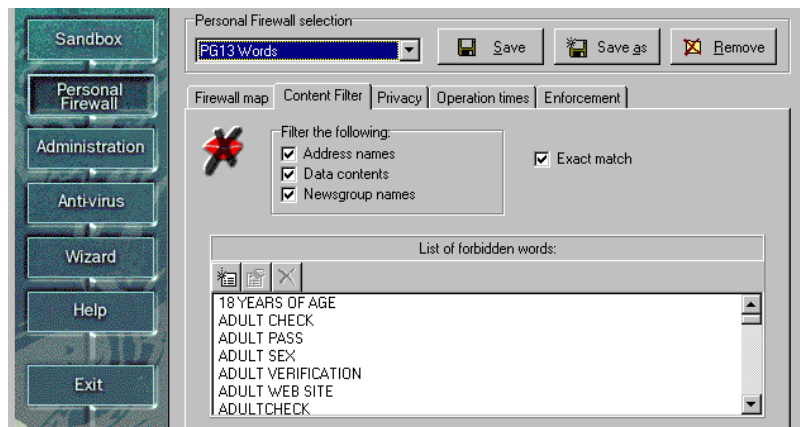 Sandbox
Personal
Firewall
Administration
Anti-virus
Wizard
Help
Exit
Personal Firewall selection
PG13 Words
Save
Save as
Remove
Firewall map
Content Filter
Privacy
Operation times
Enforcement
Filter the following:
Address names
Data contents
Newsgroup names
Exact match
List of forbidden words:
18 YEARS OF AGE
ADULT CHECK
ADULT PASS
ADULT SEX
ADULT VERIFICATION
ADULT WEB SITE
ADULTCHECK